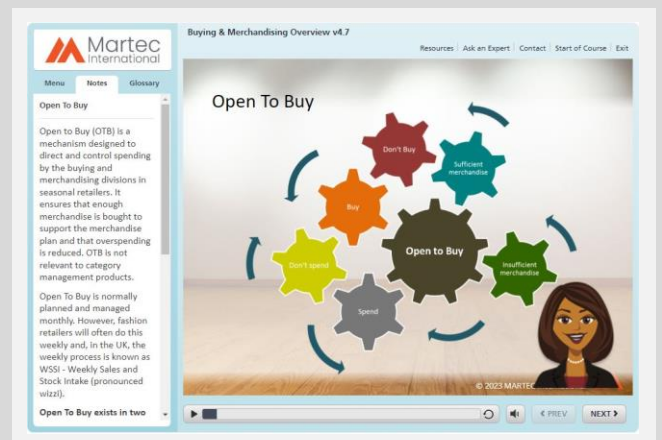 Martec
International
Buying & Merchandising Overview v4.7
Resources | Ask an Expert | Contact | Start of Course | Exit
Menu Notes Glossary
Open To Buy
Open to Buy (OTB) is a
mechanism designed to
direct and control spending
by the buying and
merchandising divisions in
seasonal retailers. It
ensures that enough
merchandise is bought to
support the merchandise
plan and that overspending
is reduced. OTB is not
relevant to category
management products.
Open To Buy is normally
planned and managed
monthly. However, fashion
retailers will often do this
weekly and, in the UK, the
weekly process is known as
WSSI - Weekly Sales and
Stock Intake (pronounced
wizzi).
Open To Buy exists in two
Open To Buy
Don't Buy
Sufficient
merchandise
Buy
Open to Buy
Don't spend
Insufficient
merchandise
Spend
© 2023 MARTEC
< PREV
NEXT >